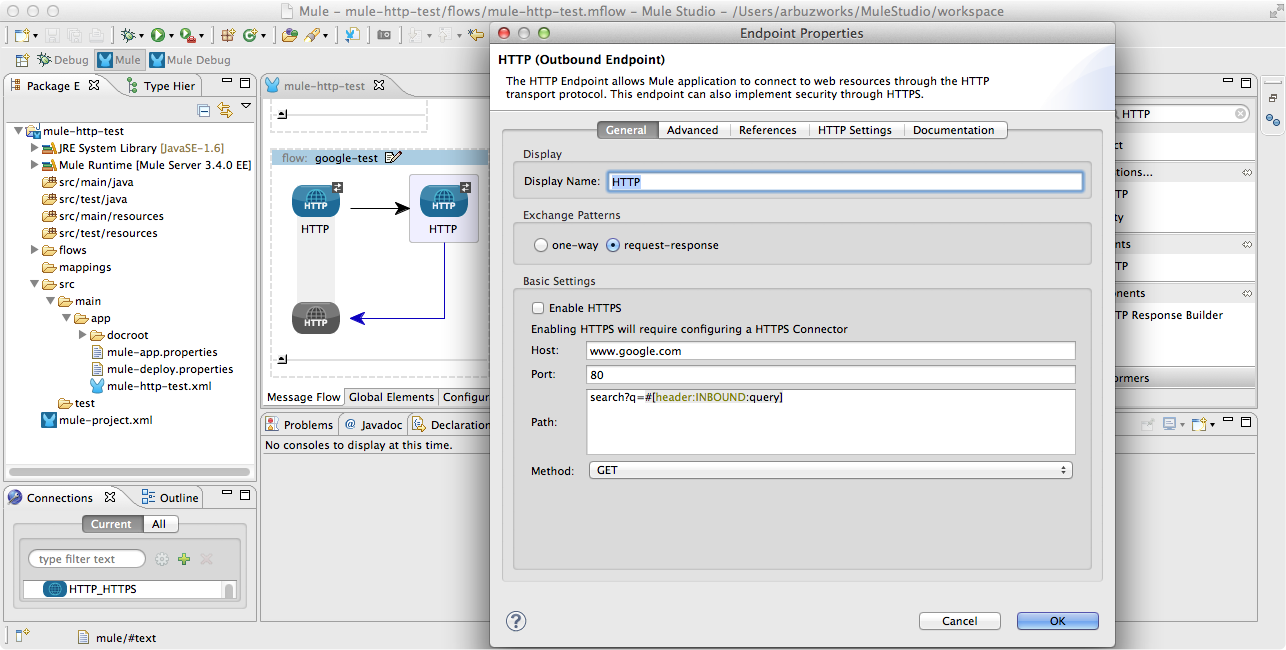 Mule – mule-http-test/flows/mule-http-test.mflow – Mule Studio – /Users/arbuzworks/MuleStudio/workspace
Debug
Mule
Mule Debug
Package E
Type Hier
mule-http-test
JRE System Library [JavaSE-1.6]
Mule Runtime [Mule Server 3.4.0 EE]
src/main/java
src/test/java
src/main/resources
src/test/resources
flows
mappings
src
main
app
docroot
mule-app.properties
mule-deploy.properties
mule-http-test.xml
test
mule-project.xml
Connections
Outline
Current
All
type filter text
HTTP_HTTPS
mule/#text
mule-http-test
flow: google-test
HTTP
HTTP
HTTP
HTTP
HTTP
Message Flow
Global Elements
Configur
Problems
Javadoc
Declaration
No consoles to display at this time.
Endpoint Properties
HTTP (Outbound Endpoint)
The HTTP Endpoint allows Mule application to connect to web resources through the HTTP
transport protocol. This endpoint can also implement security through HTTPS.
General
Advanced
References
HTTP Settings
Documentation
Display
Display Name: HTTP
Exchange Patterns
one-way
request-response
Basic Settings
Enable HTTPS
Enabling HTTPS will require configuring a HTTPS Connector
Host: www.google.com
Port: 80
Path: search?q=#[header:INBOUND:query]
Method: GET
?
Cancel
OK
HTTP
ct
tions...
TP
ty
nts
TP
nents
TP Response Builder
ormers